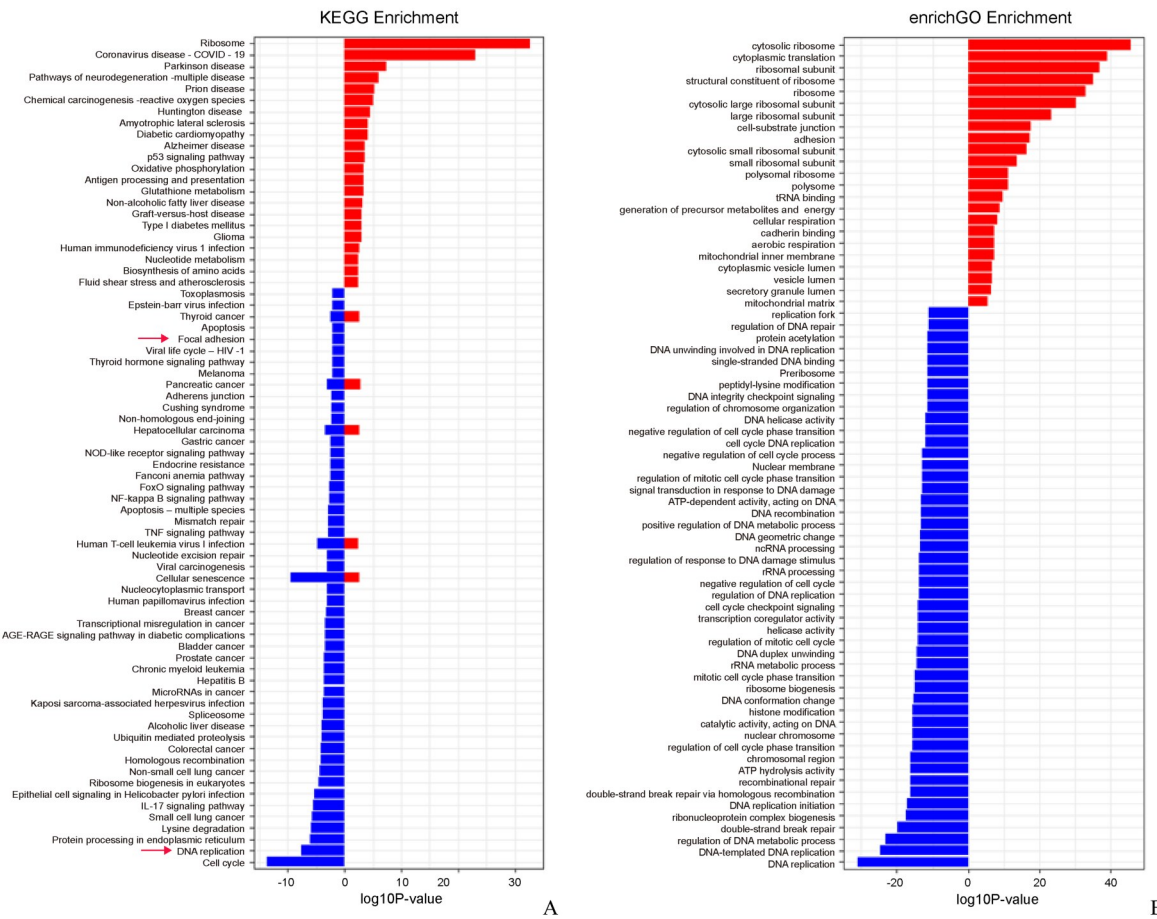 KEGG Enrichment
Ribosome
Coronavirus disease - COVID - 19
Parkinson disease
Pathways of neurodegeneration -multiple disease
Prion disease
Chemical carcinogenesis -reactive oxygen species
Huntington disease
Amyotrophic lateral sclerosis
Diabetic cardiomyopathy
Alzheimer disease
p53 signaling pathway
Oxidative phosphorylation
Antigen processing and presentation
Glutathione metabolism
Non-alcoholic fatty liver disease
Graft-versus-host disease
Type I diabetes mellitus
Glioma
Human immunodeficiency virus 1 infection
Nucleotide metabolism
Biosynthesis of amino acids
Fluid shear stress and atherosclerosis
Toxoplasmosis
Epstein-barr virus infection
Thyroid cancer
Apoptosis
Focal adhesion
Viral life cycle – HIV -1
Thyroid hormone signaling pathway
Melanoma
Pancreatic cancer
Adherens junction
Cushing syndrome
Non-homologous end-joining
Hepatocellular carcinoma
Gastric cancer
NOD-like receptor signaling pathway
Endocrine resistance
Fanconi anemia pathway
FoxO signaling pathway
NF-kappa B signaling pathway
Apoptosis – multiple species
Mismatch repair
TNF signaling pathway
Human T-cell leukemia virus I infection
Nucleotide excision repair
Viral carcinogenesis
Cellular senescence
Nucleocytoplasmic transport
Human papillomavirus infection
Breast cancer
Transcriptional misregulation in cancer
AGE-RAGE signaling pathway in diabetic complications
Bladder cancer
Prostate cancer
Chronic myeloid leukemia
Hepatitis B
MicroRNAs in cancer
Kaposi sarcoma-associated herpesvirus infection
Spliceosome
Alcoholic liver disease
Ubiquitin mediated proteolysis
Colorectal cancer
Homologous recombination
Non-small cell lung cancer
Ribosome biogenesis in eukaryotes
Epithelial cell signaling in Helicobacter pylori infection
IL-17 signaling pathway
Small cell lung cancer
Lysine degradation
Protein processing in endoplasmic reticulum
DNA replication
Cell cycle
-10 0 10 20 30
log10P-value
A
enrichGO Enrichment
cytosolic ribosome
cytoplasmic translation
ribosomal subunit
structural constituent of ribosome
ribosome
cytosolic large ribosomal subunit
large ribosomal subunit
cell-substrate junction
adhesion
cytosolic small ribosomal subunit
small ribosomal subunit
polysomal ribosome
polysome
tRNA binding
generation of precursor metabolites and energy
cellular respiration
cadherin binding
aerobic respiration
mitochondrial inner membrane
cytoplasmic vesicle lumen
vesicle lumen
secretory granule lumen
mitochondrial matrix
replication fork
regulation of DNA repair
protein acetylation
DNA unwinding involved in DNA replication
single-stranded DNA binding
Preribosome
peptidyl-lysine modification
DNA integrity checkpoint signaling
regulation of chromosome organization
DNA helicase activity
negative regulation of cell cycle phase transition
cell cycle DNA replication
negative regulation of cell cycle process
Nuclear membrane
regulation of mitotic cell cycle phase transition
signal transduction in response to DNA damage
ATP-dependent activity, acting on DNA
DNA recombination
positive regulation of DNA metabolic process
DNA geometric change
ncRNA processing
regulation of response to DNA damage stimulus
rRNA processing
negative regulation of cell cycle
regulation of DNA replication
cell cycle checkpoint signaling
transcription coregulator activity
helicase activity
regulation of mitotic cell cycle
DNA duplex unwinding
rRNA metabolic process
mitotic cell cycle phase transition
ribosome biogenesis
DNA conformation change
histone modification
catalytic activity, acting on DNA
nuclear chromosome
regulation of cell cycle phase transition
chromosomal region
ATP hydrolysis activity
recombinational repair
double-strand break repair via homologous recombination
DNA replication initiation
ribonucleoprotein complex biogenesis
double-strand break repair
regulation of DNA metabolic process
DNA-templated DNA replication
DNA replication
-20 0 20 40
log10P-value